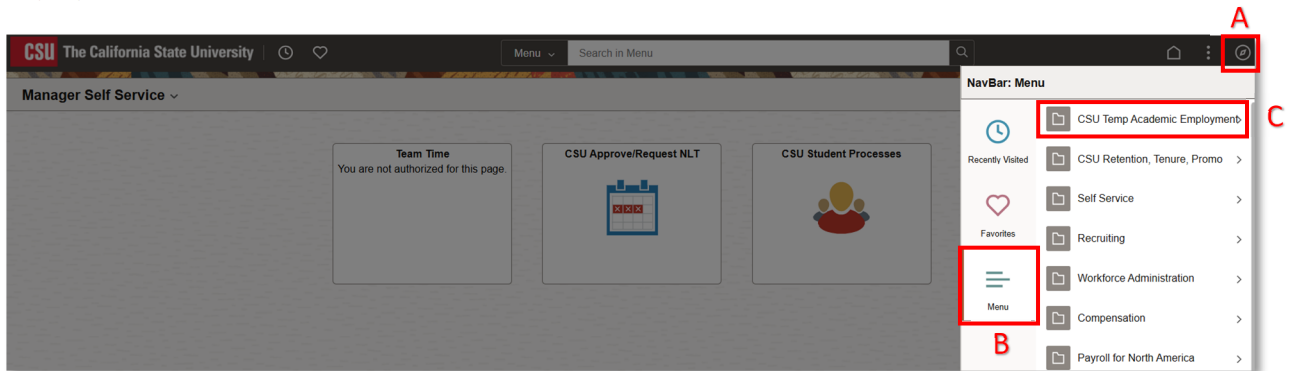 A
CSU The California State University
Menu
Search in Menu
NavBar: Menu
Manager Self Service
CSU Temp Academic Employment
C
Recently Visited
CSU Retention, Tenure, Promo
Team Time
You are not authorized for this page.
CSU Approve/Request NLT
XXX
CSU Student Processes
Self Service
Favorites
Recruiting
Workforce Administration
Menu
Compensation
B
Payroll for North America